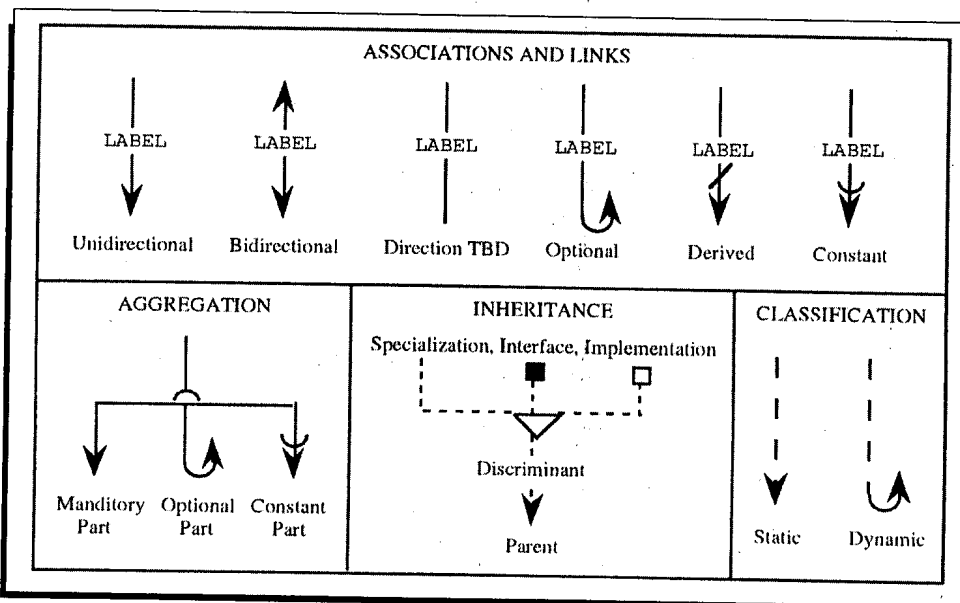 ASSOCIATIONS AND LINKS
LABEL LABEL LABEL LABEL LABEL LABEL
Unidirectional Bidirectional Direction TBD Optional Derived Constant
AGGREGATION
Manditory Optional Constant
Part Part Part
INHERITANCE
Specialization, Interface, Implementation
Discriminant
Parent
CLASSIFICATION
Static Dynamic